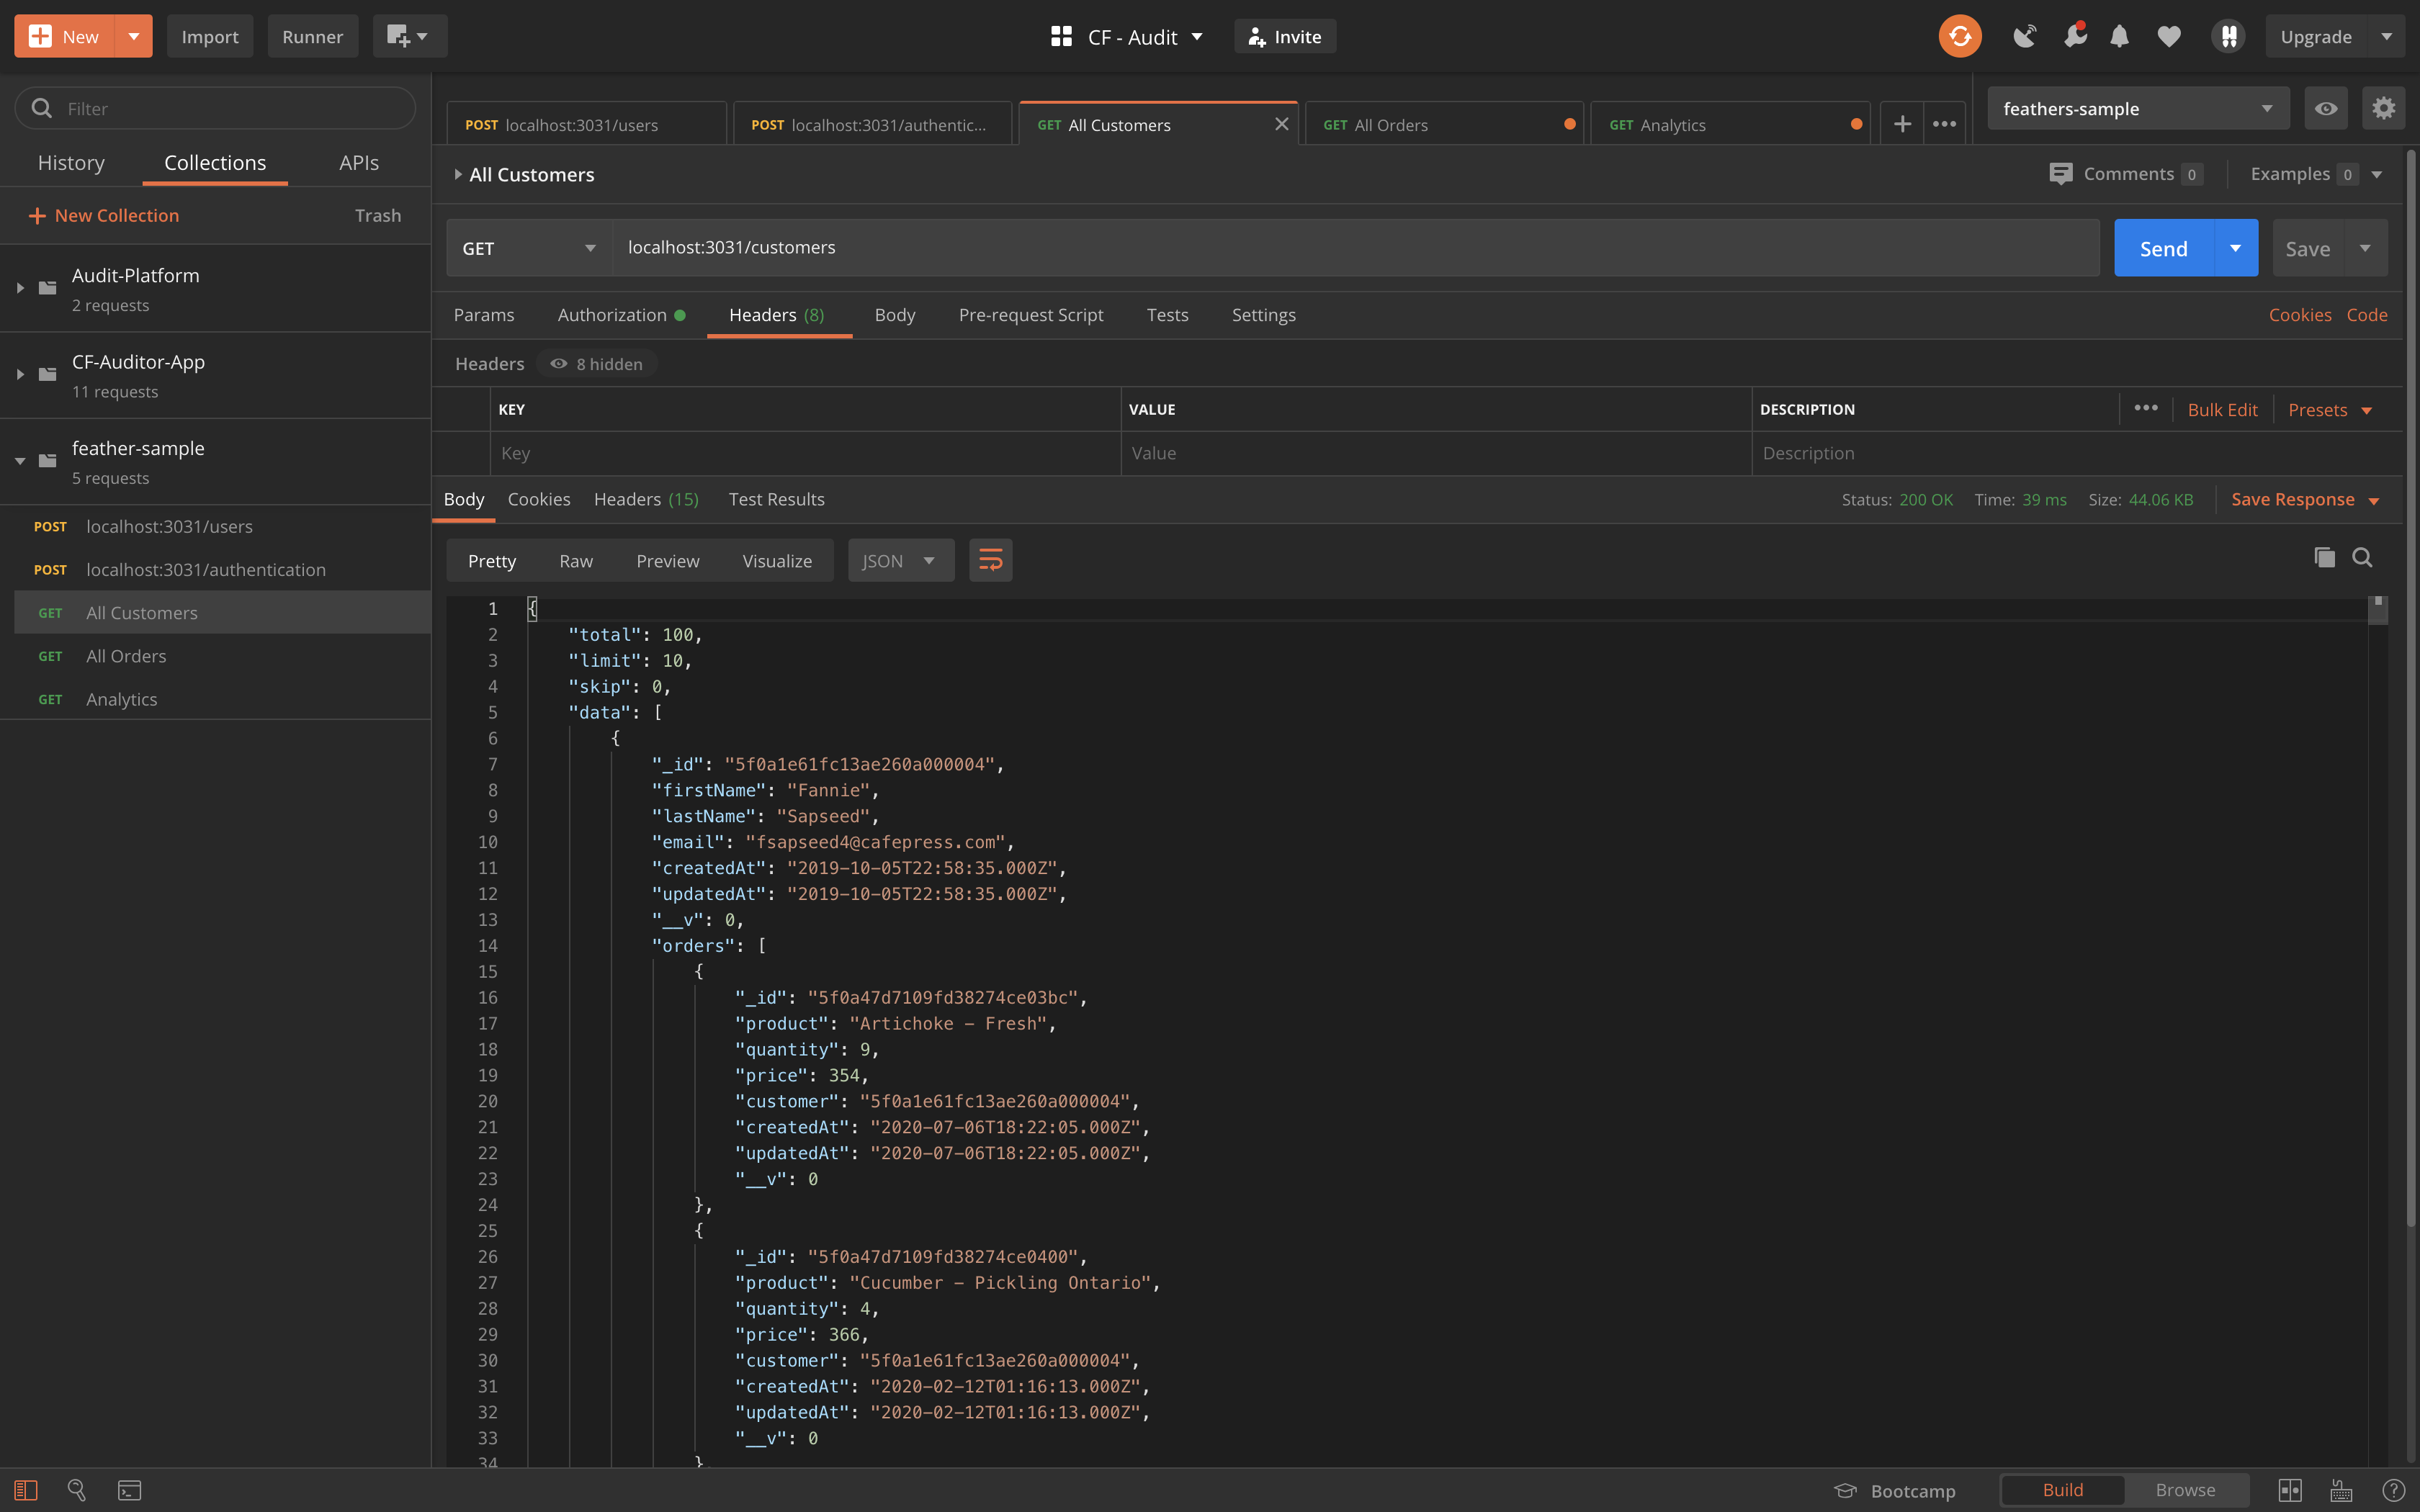 New
Import
Runner
CF - Audit
Invite
Upgrade
Filter
History
Collections
APIs
New Collection
Trash
Audit-Platform
2 requests
CF-Auditor-App
11 requests
feather-sample
5 requests
POST localhost:3031/users
POST localhost:3031/authentication
GET All Customers
GET All Orders
GET Analytics
POST localhost:3031/users
POST localhost:3031/authentic...
GET All Customers
GET All Orders
GET Analytics
feathers-sample
All Customers
Comments 0
Examples 0
GET
localhost:3031/customers
Send
Save
Params
Authorization
Headers (8)
Body
Pre-request Script
Tests
Settings
Cookies
Code
Headers
8 hidden
KEY
VALUE
DESCRIPTION
Bulk Edit
Presets
Key
Value
Description
Body
Cookies
Headers (15)
Test Results
Status: 200 OK
Time: 39 ms
Size: 44.06 KB
Save Response
Pretty
Raw
Preview
Visualize
JSON
1 {
2 "total": 100,
3 "limit": 10,
4 "skip": 0,
5 "data": [
6 {
7 "_id": "5f0a1e61fc13ae260a000004",
8 "firstName": "Fannie",
9 "lastName": "Sapseed",
10 "email": "fsapseed4@cafepress.com",
11 "createdAt": "2019-10-05T22:58:35.000Z",
12 "updatedAt": "2019-10-05T22:58:35.000Z",
13 "__v": 0,
14 "orders": [
15 {
16 "_id": "5f0a47d7109fd38274ce03bc",
17 "product": "Artichoke - Fresh",
18 "quantity": 9,
19 "price": 354,
20 "customer": "5f0a1e61fc13ae260a000004",
21 "createdAt": "2020-07-06T18:22:05.000Z",
22 "updatedAt": "2020-07-06T18:22:05.000Z",
23 "__v": 0
24 },
25 {
26 "_id": "5f0a47d7109fd38274ce0400",
27 "product": "Cucumber - Pickling Ontario",
28 "quantity": 4,
29 "price": 366,
30 "customer": "5f0a1e61fc13ae260a000004",
31 "createdAt": "2020-02-12T01:16:13.000Z",
32 "updatedAt": "2020-02-12T01:16:13.000Z",
33 "__v": 0
34 },
Bootcamp
Build
Browse